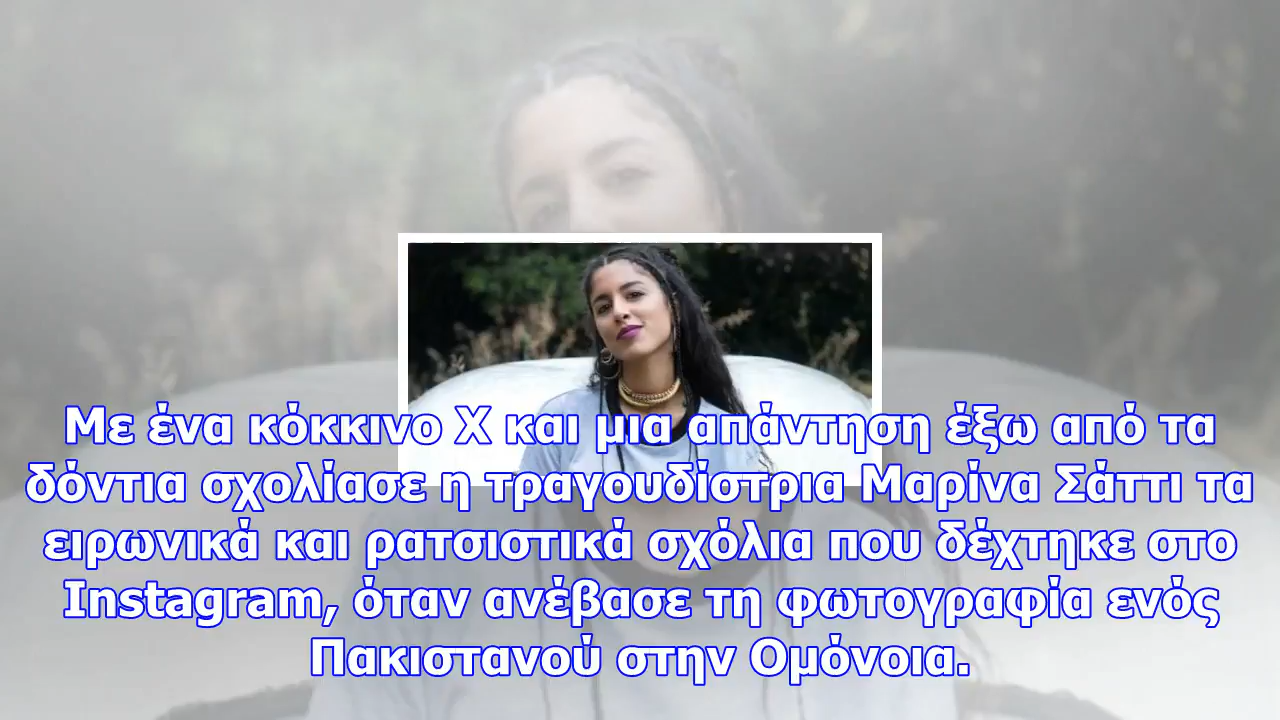 Με ένα κόκκινο Χ και μια απάντηση έξω από τα
δόντια σχολίασε η τραγουδίστρια Μαρίνα Σάττι τα
ειρωνικά και ρατσιστικά σχόλια που δέχτηκε στο
Instagram, όταν ανέβασε τη φωτογραφία ενός
Πακιστανού στην Ομόνοια.